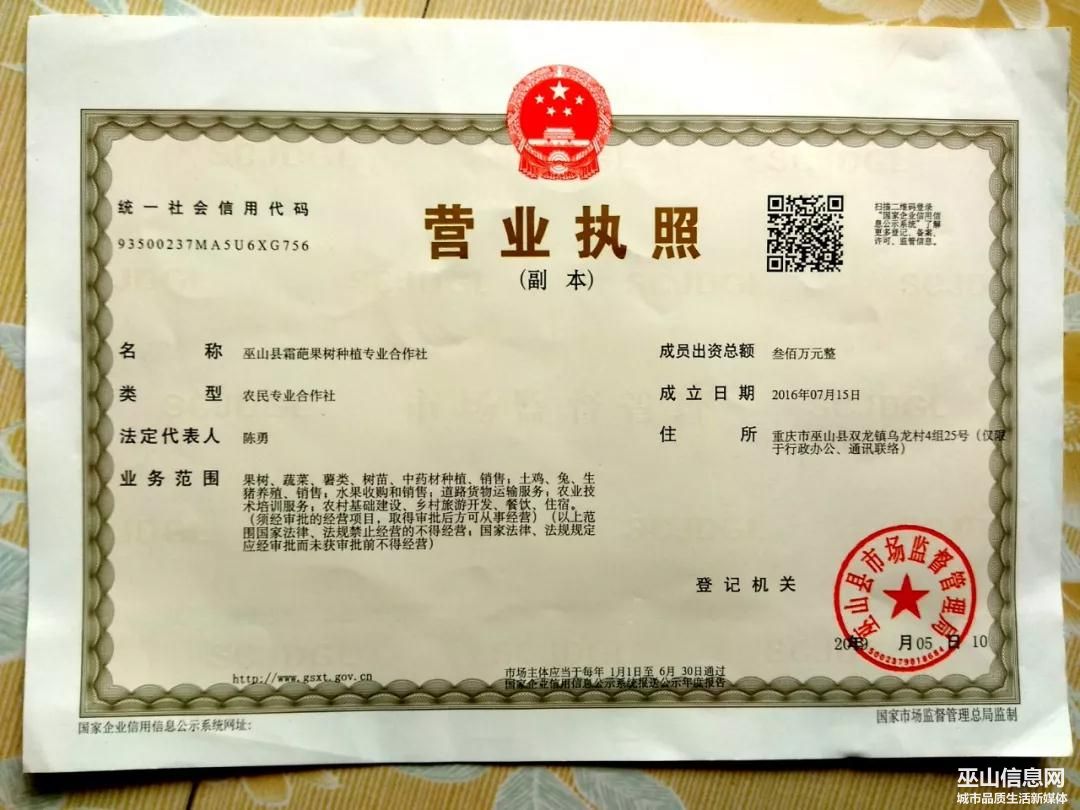 统一社会信用代码
93500237MA5U6XG756
营业执照
(副 本)
扫描二维码登录
"国家企业信用信
息公示系统"了解
更多登记、备案、
许可、监管信息。
名 称 巫山县霜葩果树种植专业合作社
类 型 农民专业合作社
法定代表人 陈勇
业务范围 果树、蔬菜、薯类、树苗、中药材种植、销售；土鸡、兔、生
猪养殖、销售；水果收购和销售；道路货物运输服务；农业技
术培训服务；农村基础建设、乡村旅游开发、餐饮、住宿。
（须经审批的经营项目，取得审批后方可从事经营）（以上范
围国家法律、法规禁止经营的不得经营；国家法律、法规规定
应经审批而未获审批前不得经营）
成员出资总额 叁佰万元整
成立日期 2016年07月15日
住 所 重庆市巫山县双龙镇乌龙村4组25号（仅限
于行政办公、通讯联络）
登记机关
巫山县市场监督管理局
2019年 月05 日 10
http://www.gsxt.gov.cn
市场主体应当于每年 1月1日至 6月 30日通过
国家企业信用信息公示系统报送公示年度报告
国家企业信用信息公示系统网址:
国家市场监督管理总局监制
巫山信息网
城市品质生活新媒体